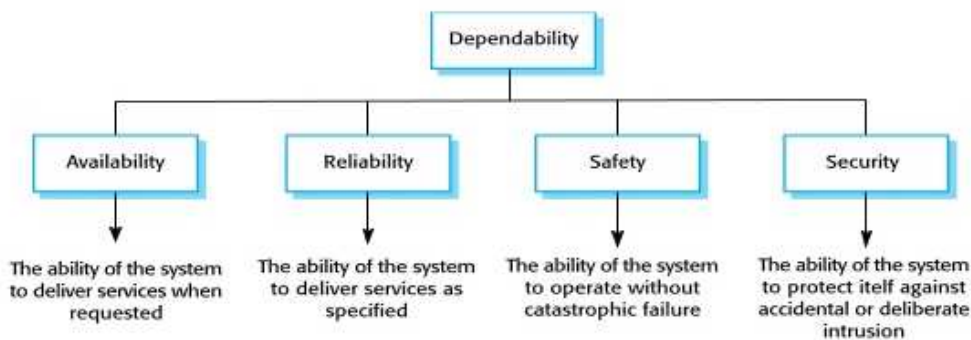 Dependability
Availability
Reliability
Safety
Security
The ability of the system
to deliver services when
requested
The ability of the system
to deliver services as
specified
The ability of the system
to operate without
catastrophic failure
The ability of the system
to protect itelf against
accidental or deliberate
intrusion